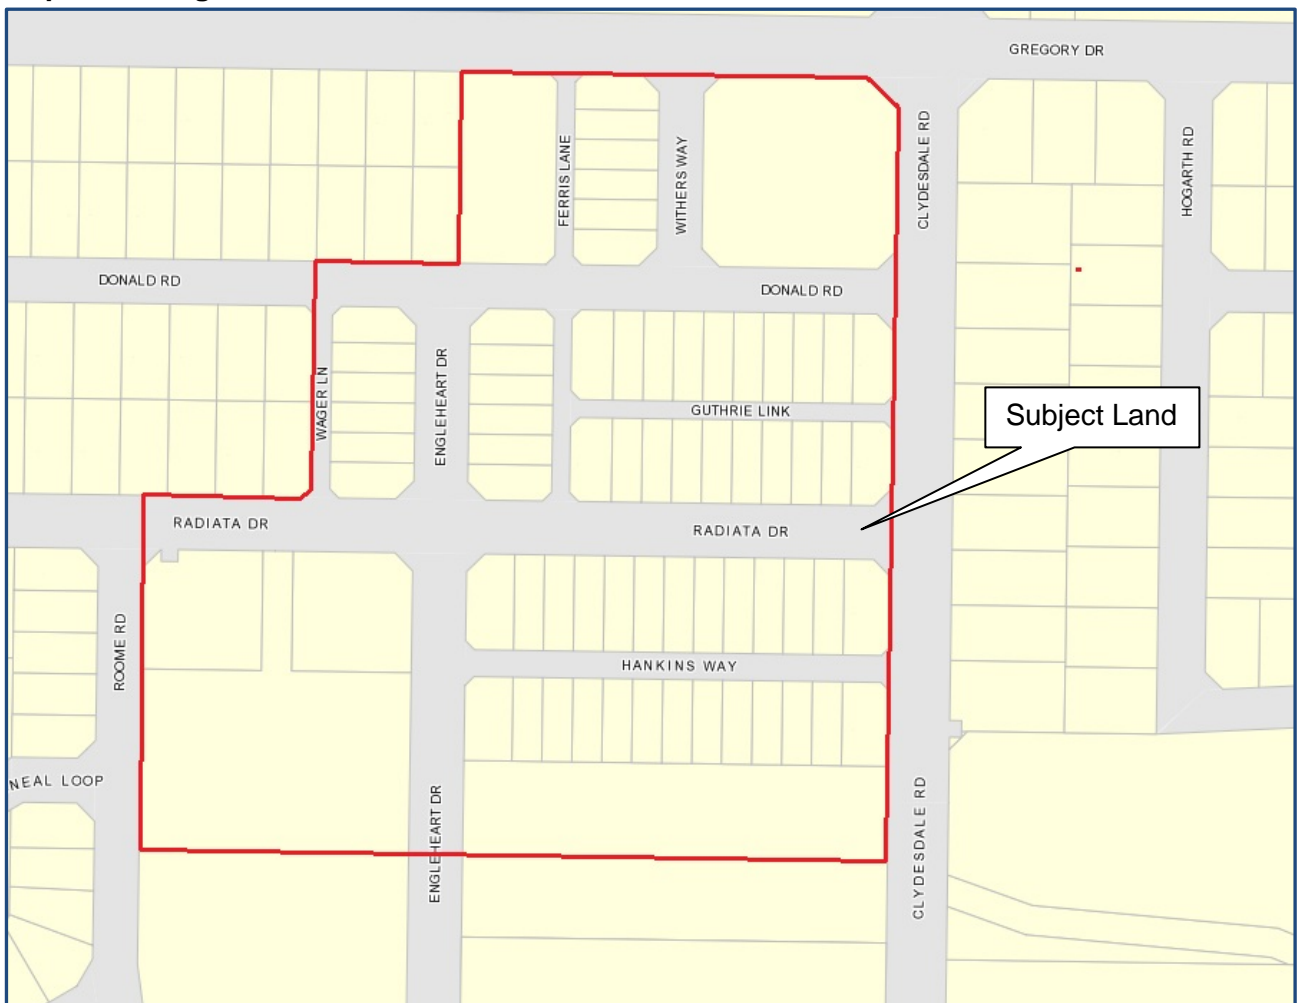 GREGORY DR
FERRIS LANE
WITHERS WAY
CLYDESDALE RD
HOGARTH RD
DONALD RD
DONALD RD
WAGER LN
ENGLEHEART DR
GUTHRIE LINK
Subject Land
RADIATA DR
RADIATA DR
ROOME RD
HANKINS WAY
NEAL LOOP
ENGLEHEART DR
CLYDESDALE RD